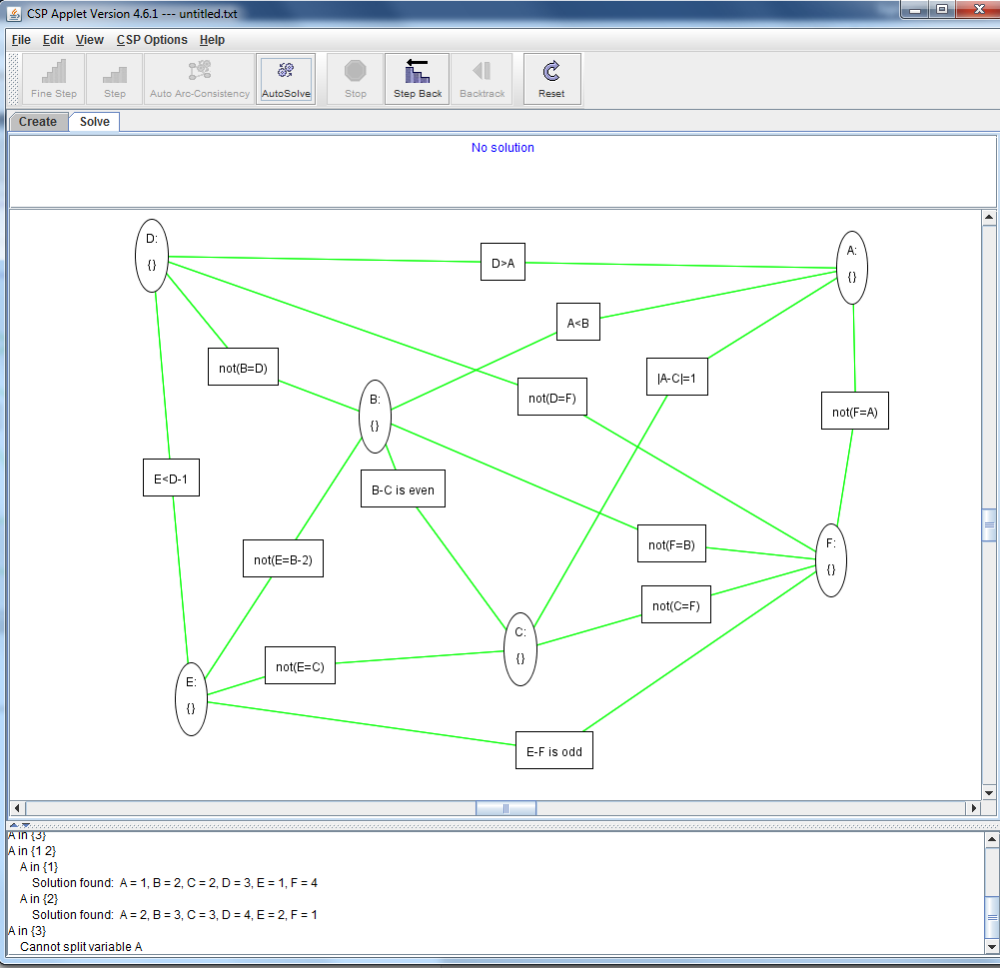 CSP Applet Version 4.6.1 --- untitled.txt
File Edit View CSP Options Help
Fine Step Step Auto Arc-Consistency AutoSolve Stop Step Back Backtrack Reset
Create Solve
No solution
D:
{}
D>A
A:
{}
A<B
not(B=D)
|A-C|=1
not(D=F)
B:
{}
not(F=A)
E<D-1
B-C is even
not(E=B-2)
not(F=B)
F:
{}
not(C=F)
C:
{}
not(E=C)
E:
{}
E-F is odd
A in {3}
A in {1 2}
A in {1}
Solution found: A = 1, B = 2, C = 2, D = 3, E = 1, F = 4
A in {2}
Solution found: A = 2, B = 3, C = 3, D = 4, E = 2, F = 1
A in {3}
Cannot split variable A